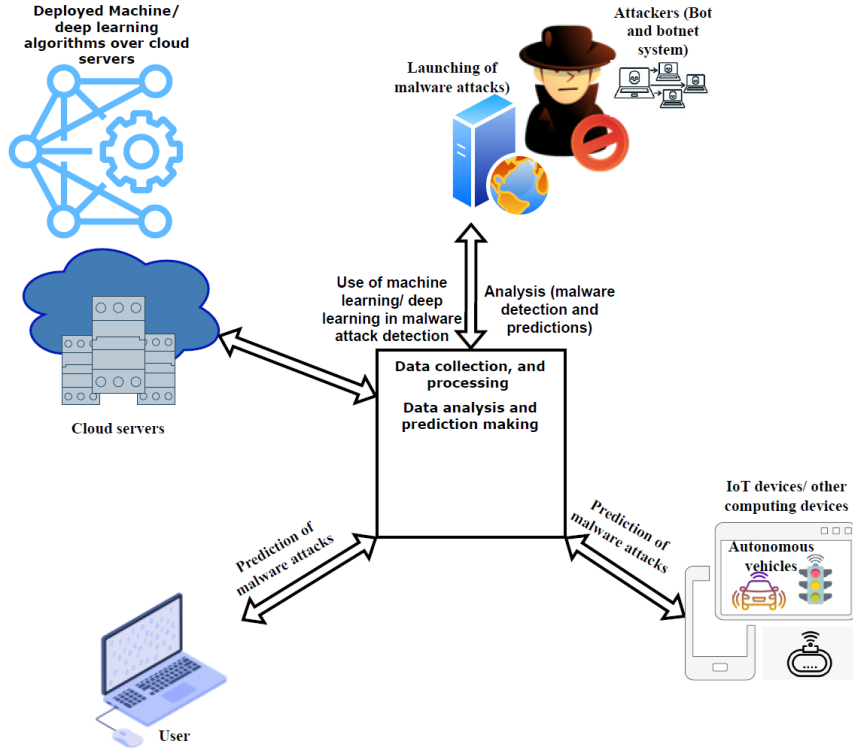 Deployed Machine/
deep learning
algorithms over cloud
servers
Launching of
malware attacks)
Attackers (Bot
and botnet
system)
Use of machine
learning/ deep
learning in malware
attack detection
Analysis (malware
detection and
predictions)
Cloud servers
Data collection, and
processing
Data analysis and
prediction making
Prediction of
malware attacks
Prediction of
malware attacks
IoT devices/ other
computing devices
Autonomous
vehicles
User